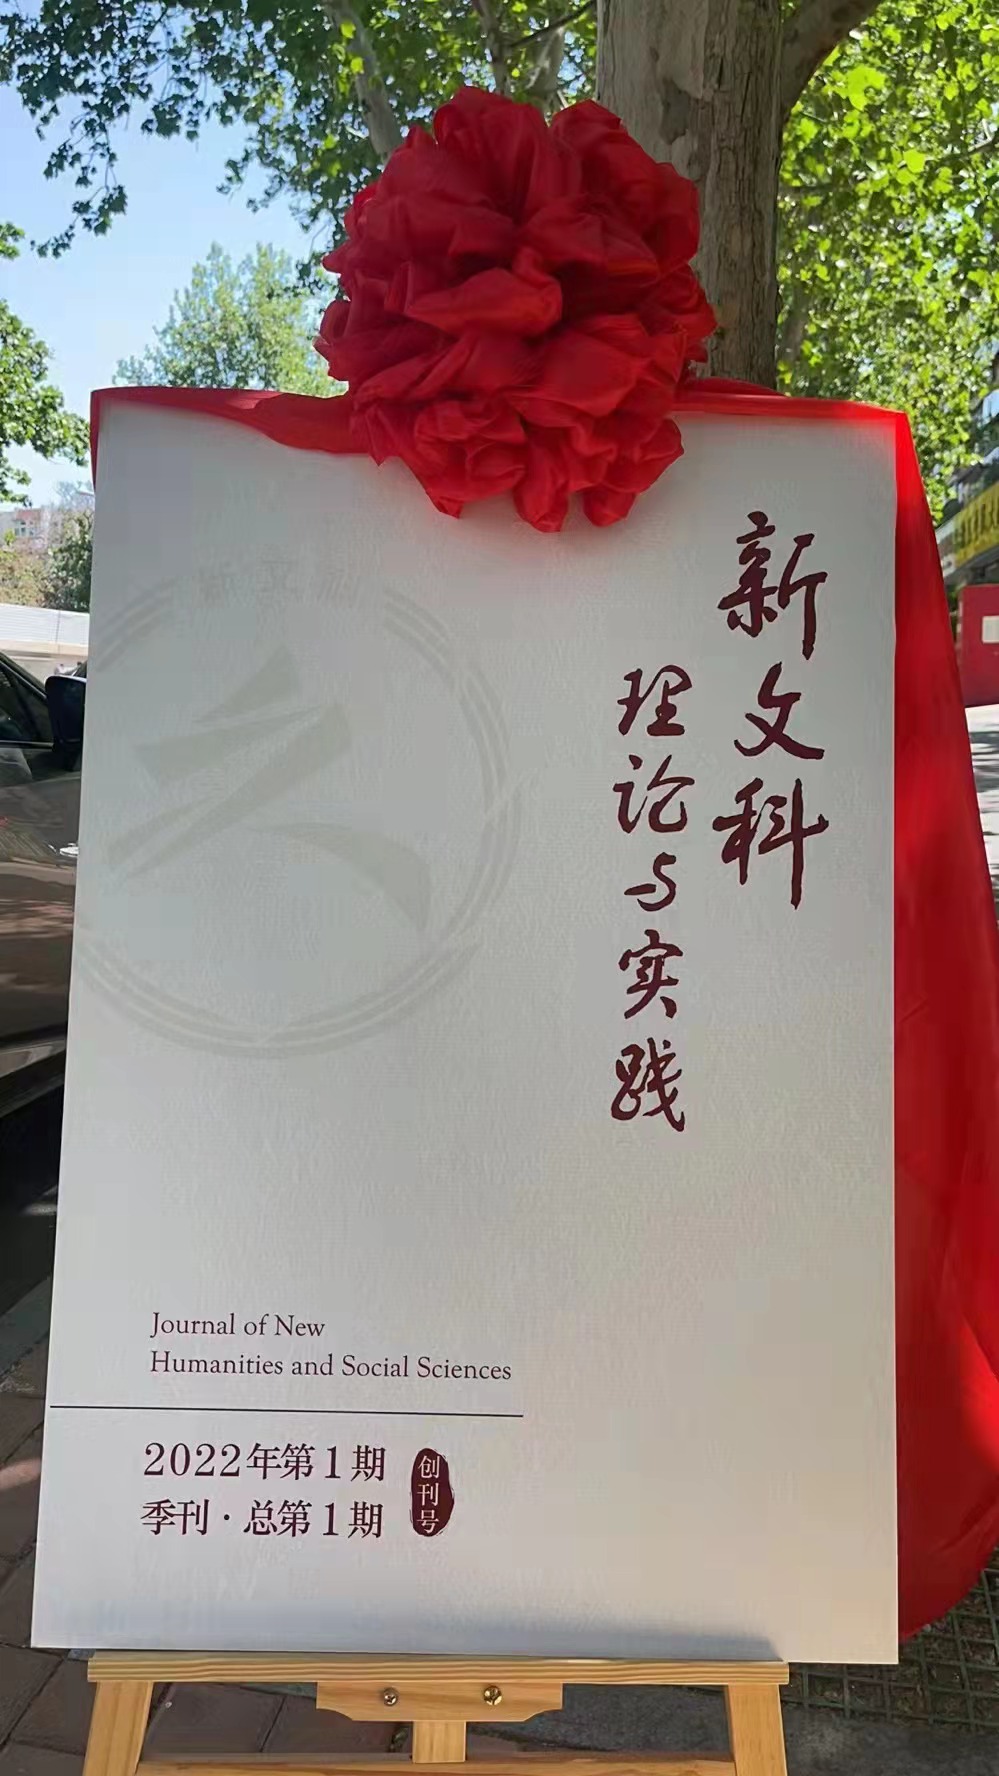 新文科
理论与实践
Journal of New
Humanities and Social Sciences
2022年第1期
季刊·总第1期
创刊号